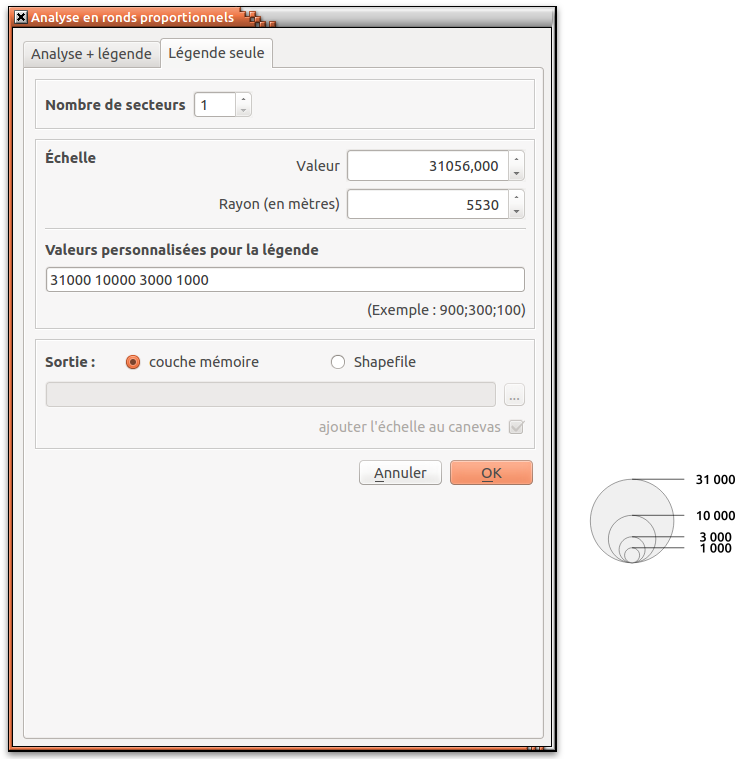 Analyse en ronds proportionnels
Analyse + légende
Légende seule
Nombre de secteurs 1
Échelle
Valeur 31056,000
Rayon (en mètres) 5530
Valeurs personnalisées pour la légende
31000 10000 3000 1000
(Exemple : 900;300;100)
Sortie : couche mémoire Shapefile
...
ajouter l'échelle au canevas
Annuler OK
31 000
10 000
3 000
1 000